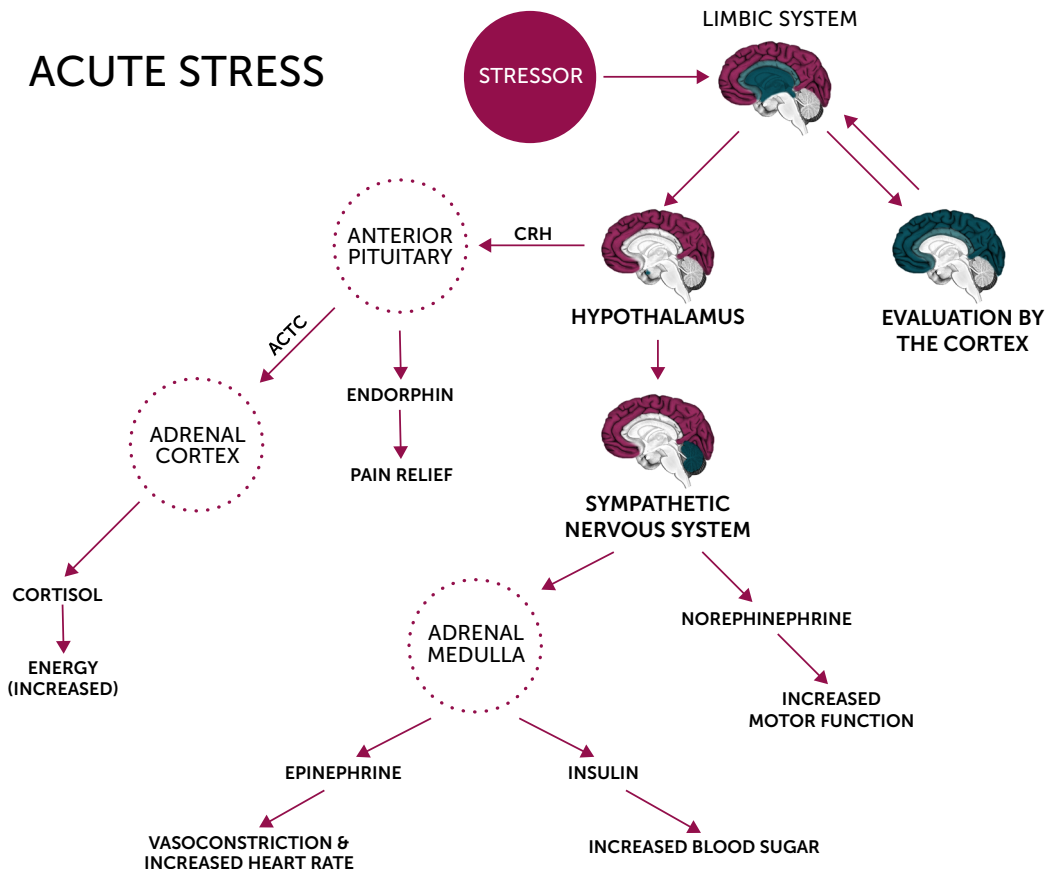 ACUTE STRESS
STRESSOR
LIMBIC SYSTEM
ANTERIOR
PITUITARY
CRH
HYPOTHALAMUS
EVALUATION BY
THE CORTEX
ACTC
ENDORPHIN
PAIN RELIEF
ADRENAL
CORTEX
SYMPATHETIC
NERVOUS SYSTEM
CORTISOL
ENERGY
(INCREASED)
ADRENAL
MEDULLA
NOREPHINEPHRINE
INCREASED
MOTOR FUNCTION
EPINEPHRINE
INSULIN
VASOCONSTRICTION &
INCREASED HEART RATE
INCREASED BLOOD SUGAR